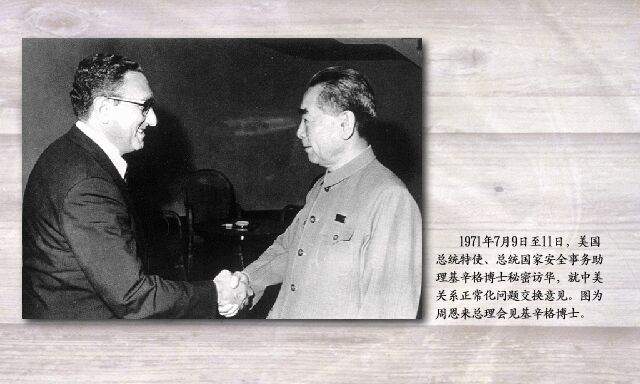 1971年7月9日至11日，美国
总统特使、总统国家安全事务助
理基辛格博士秘密访华，就中美
关系正常化问题交换意见。图为
周恩来总理会见基辛格博士。